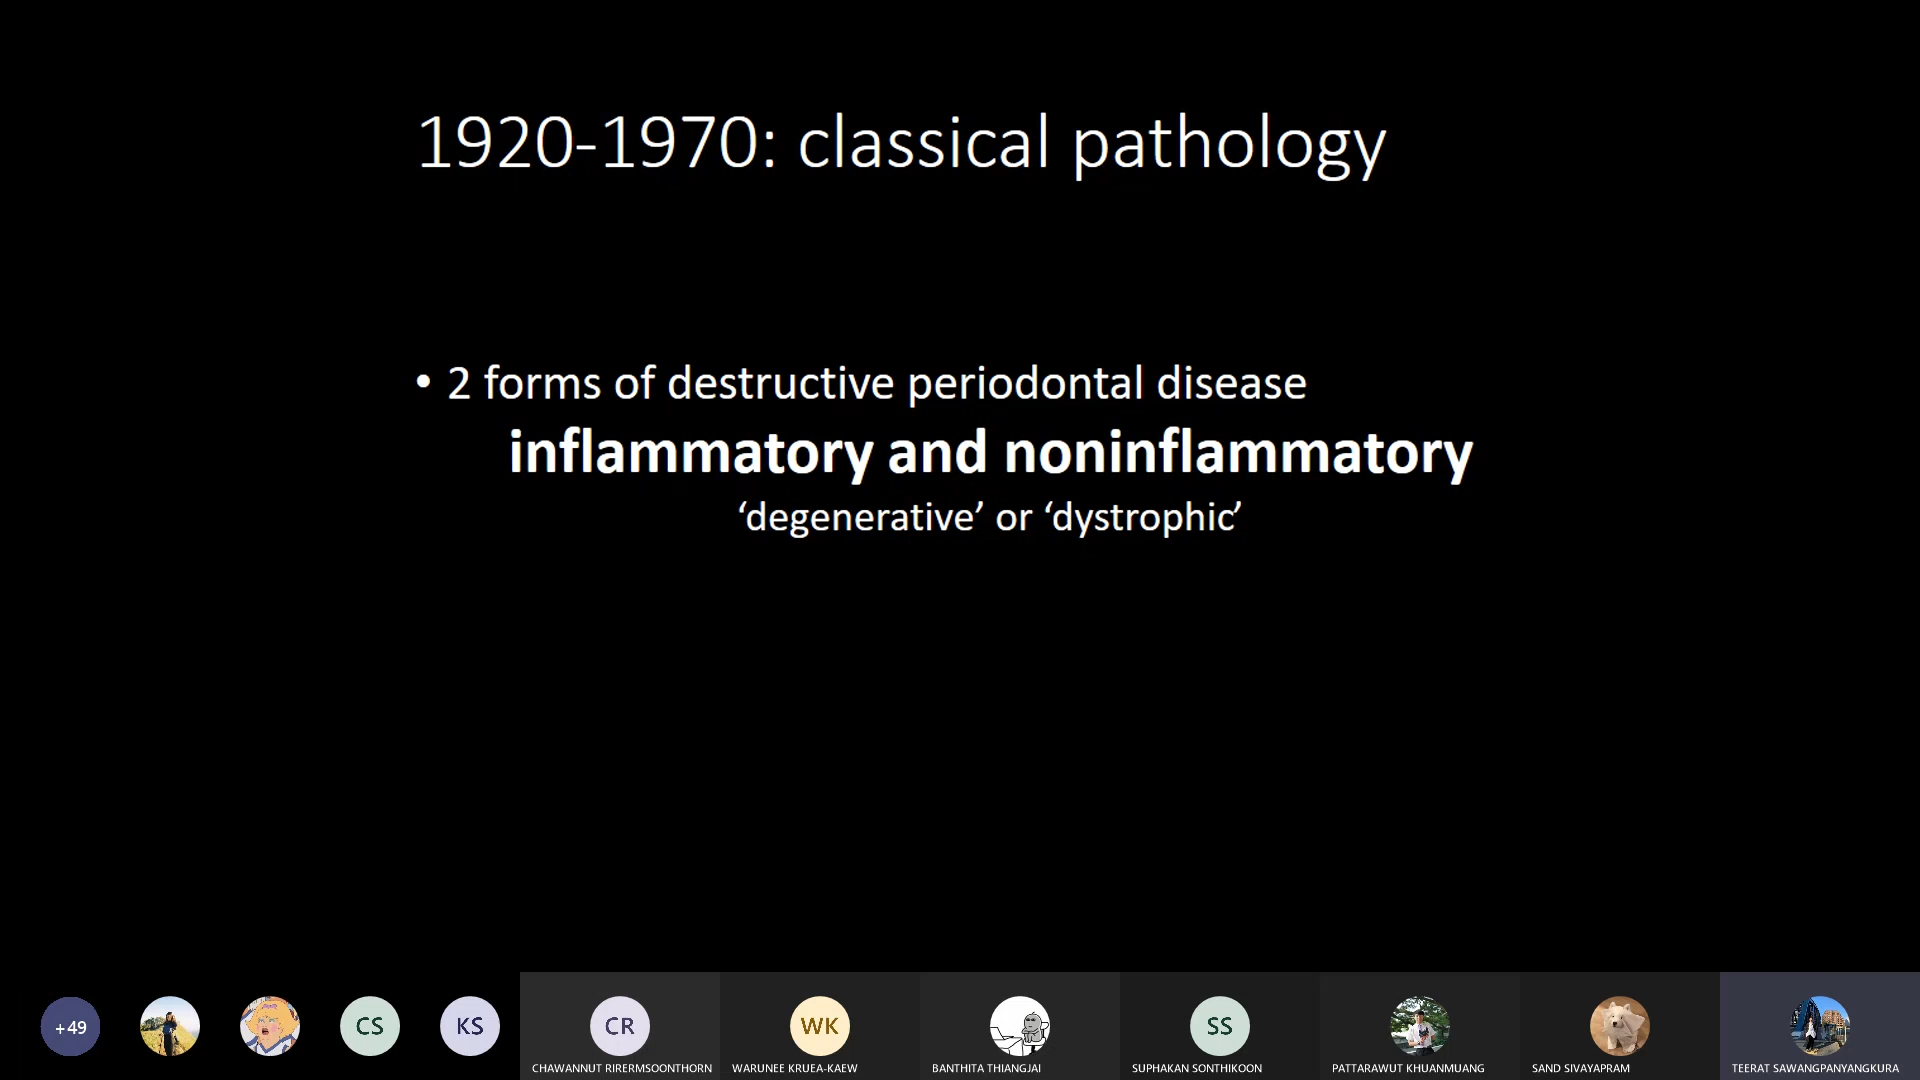 1920-1970: classical pathology
• 2 forms of destructive periodontal disease
inflammatory and noninflammatory
‘degenerative’ or ‘dystrophic’
+49
CS
KS
CR
WK
SS
CHAWANNUT RIRERMSOONTHORN
WARUNEE KRUEA-KAEW
BANTHITA THIANGJAI
SUPHAKAN SONTHIKOON
PATTARAWUT KHUANMUANG
SAND SIVAYAPRAM
TEERAT SAWANGPANYANGKURA